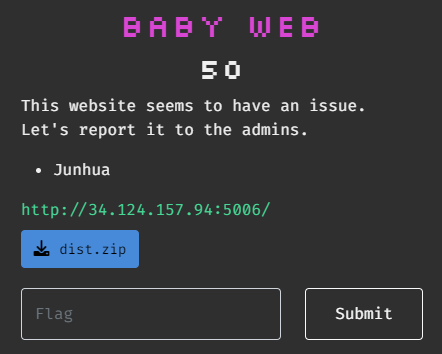 BABY WEB
50
This website seems to have an issue.
Let's report it to the admins.
• Junhua
http://34.124.157.94:5006/
dist.zip
Flag
Submit